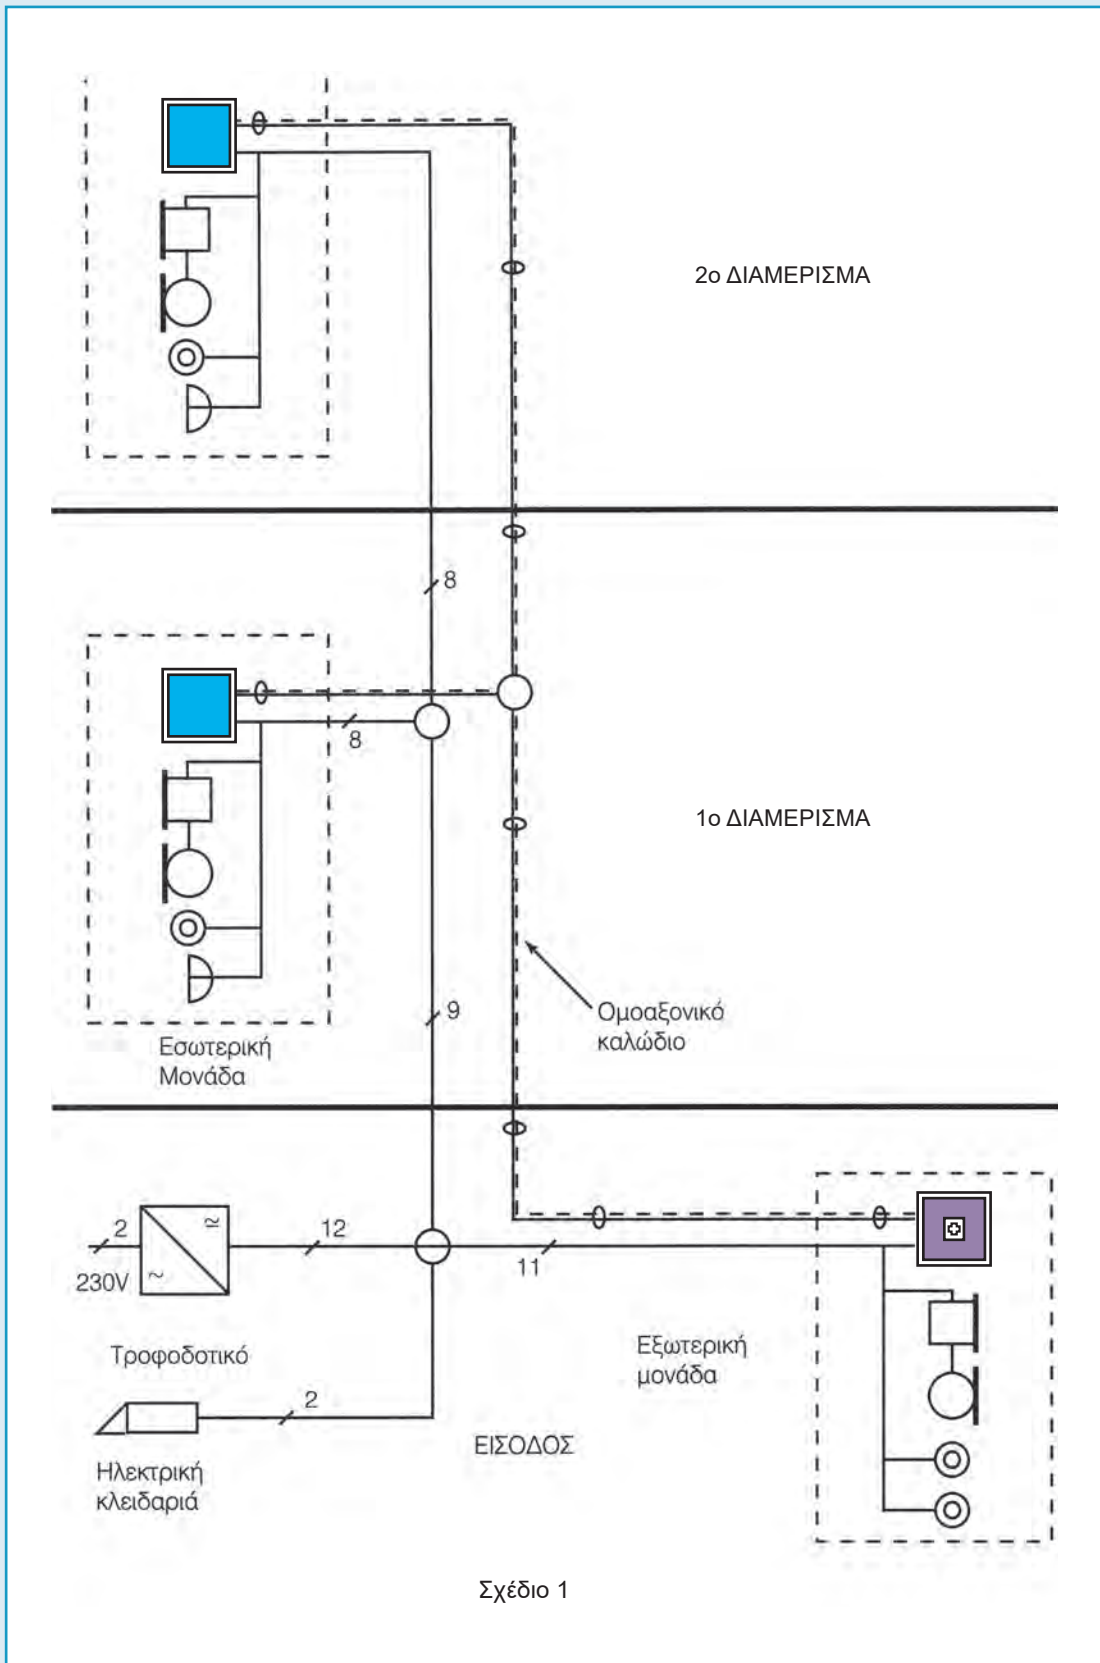 2ο ΔΙΑΜΕΡΙΣΜΑ
8
8
1ο ΔΙΑΜΕΡΙΣΜΑ
9
Ομοαξονικό
καλώδιο
Εσωτερική
Μονάδα
2
12
230V
11
Τροφοδοτικό
Εξωτερική
μονάδα
2
ΕΙΣΟΔΟΣ
Ηλεκτρική
κλειδαριά
Σχέδιο 1